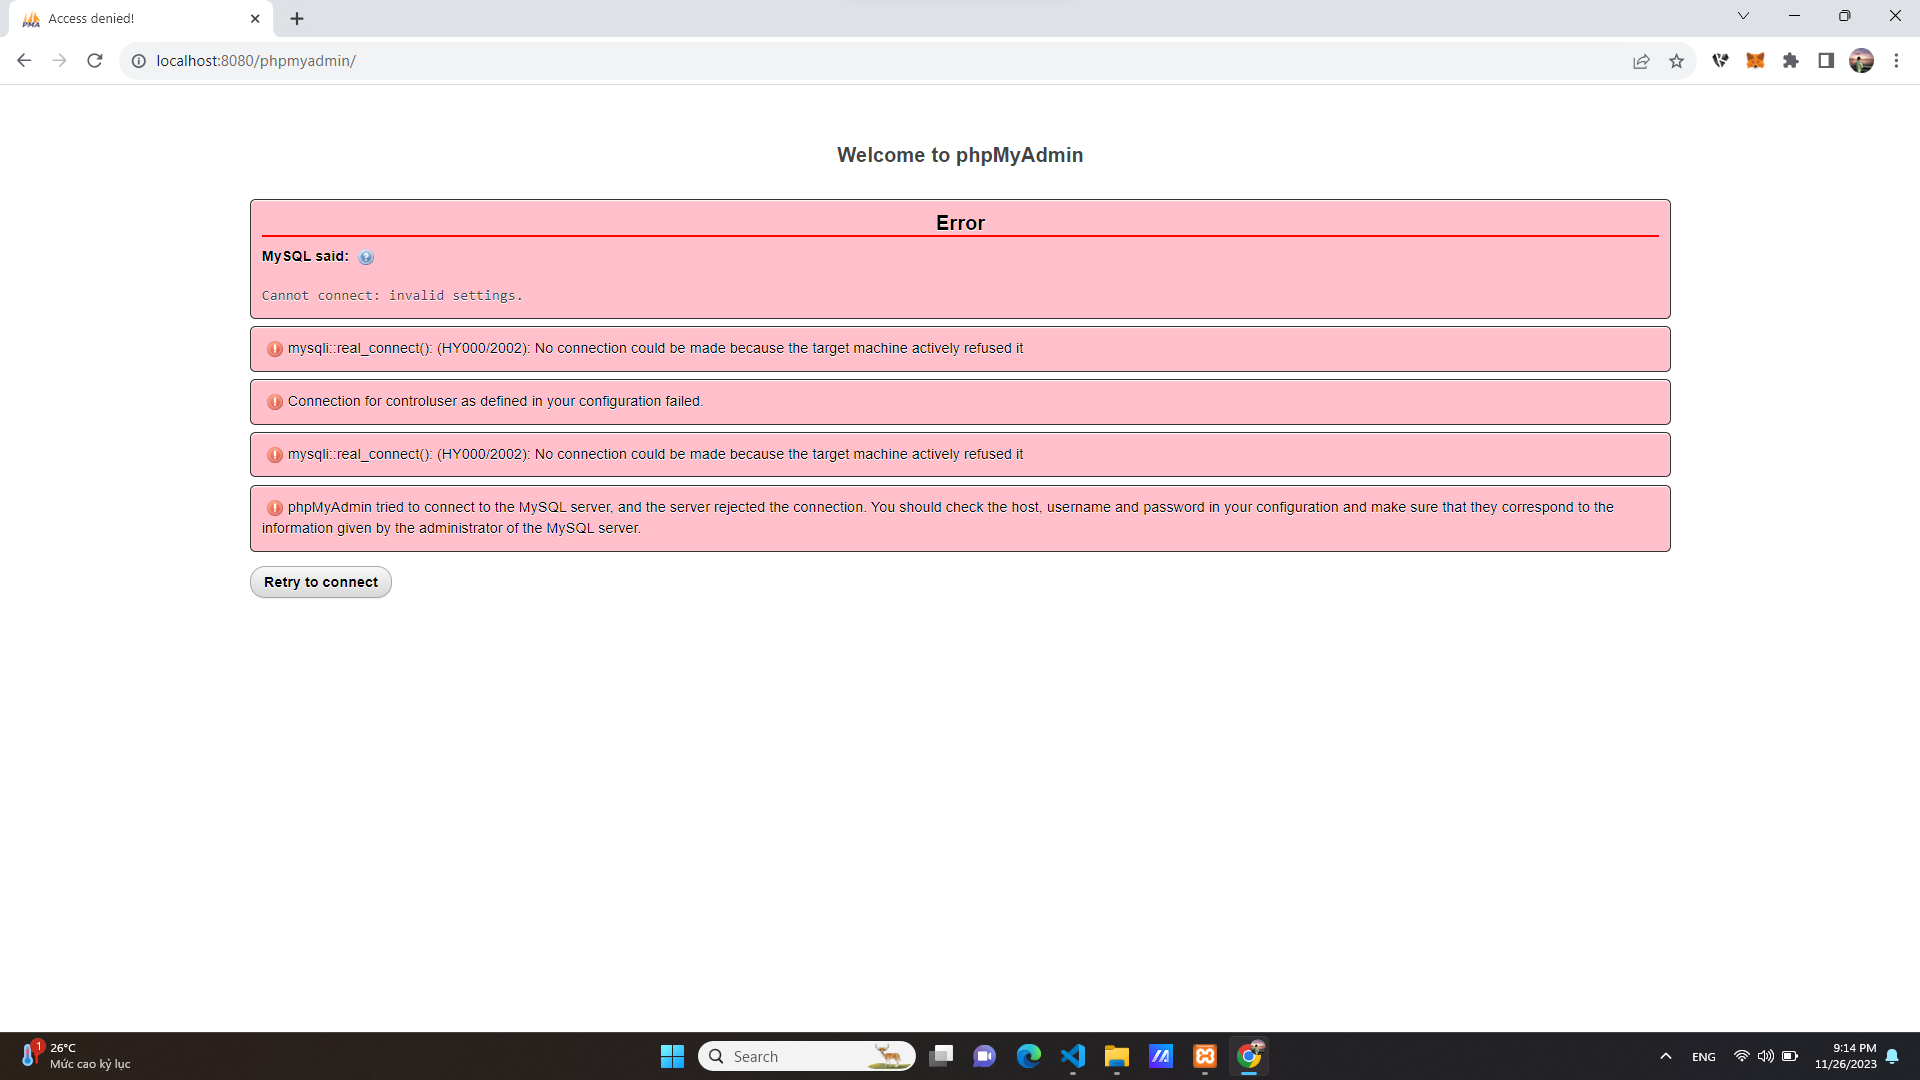 Access denied!
localhost:8080/phpmyadmin/
Welcome to phpMyAdmin
Error
MySQL said:
Cannot connect: invalid settings.
mysqli::real_connect(): (HY000/2002): No connection could be made because the target machine actively refused it
Connection for controluser as defined in your configuration failed.
mysqli::real_connect(): (HY000/2002): No connection could be made because the target machine actively refused it
phpMyAdmin tried to connect to the MySQL server, and the server rejected the connection. You should check the host, username and password in your configuration and make sure that they correspond to the
information given by the administrator of the MySQL server.
Retry to connect
1
26°C
Mức cao kỷ lục
Search
ENG
9:14 PM
11/26/2023